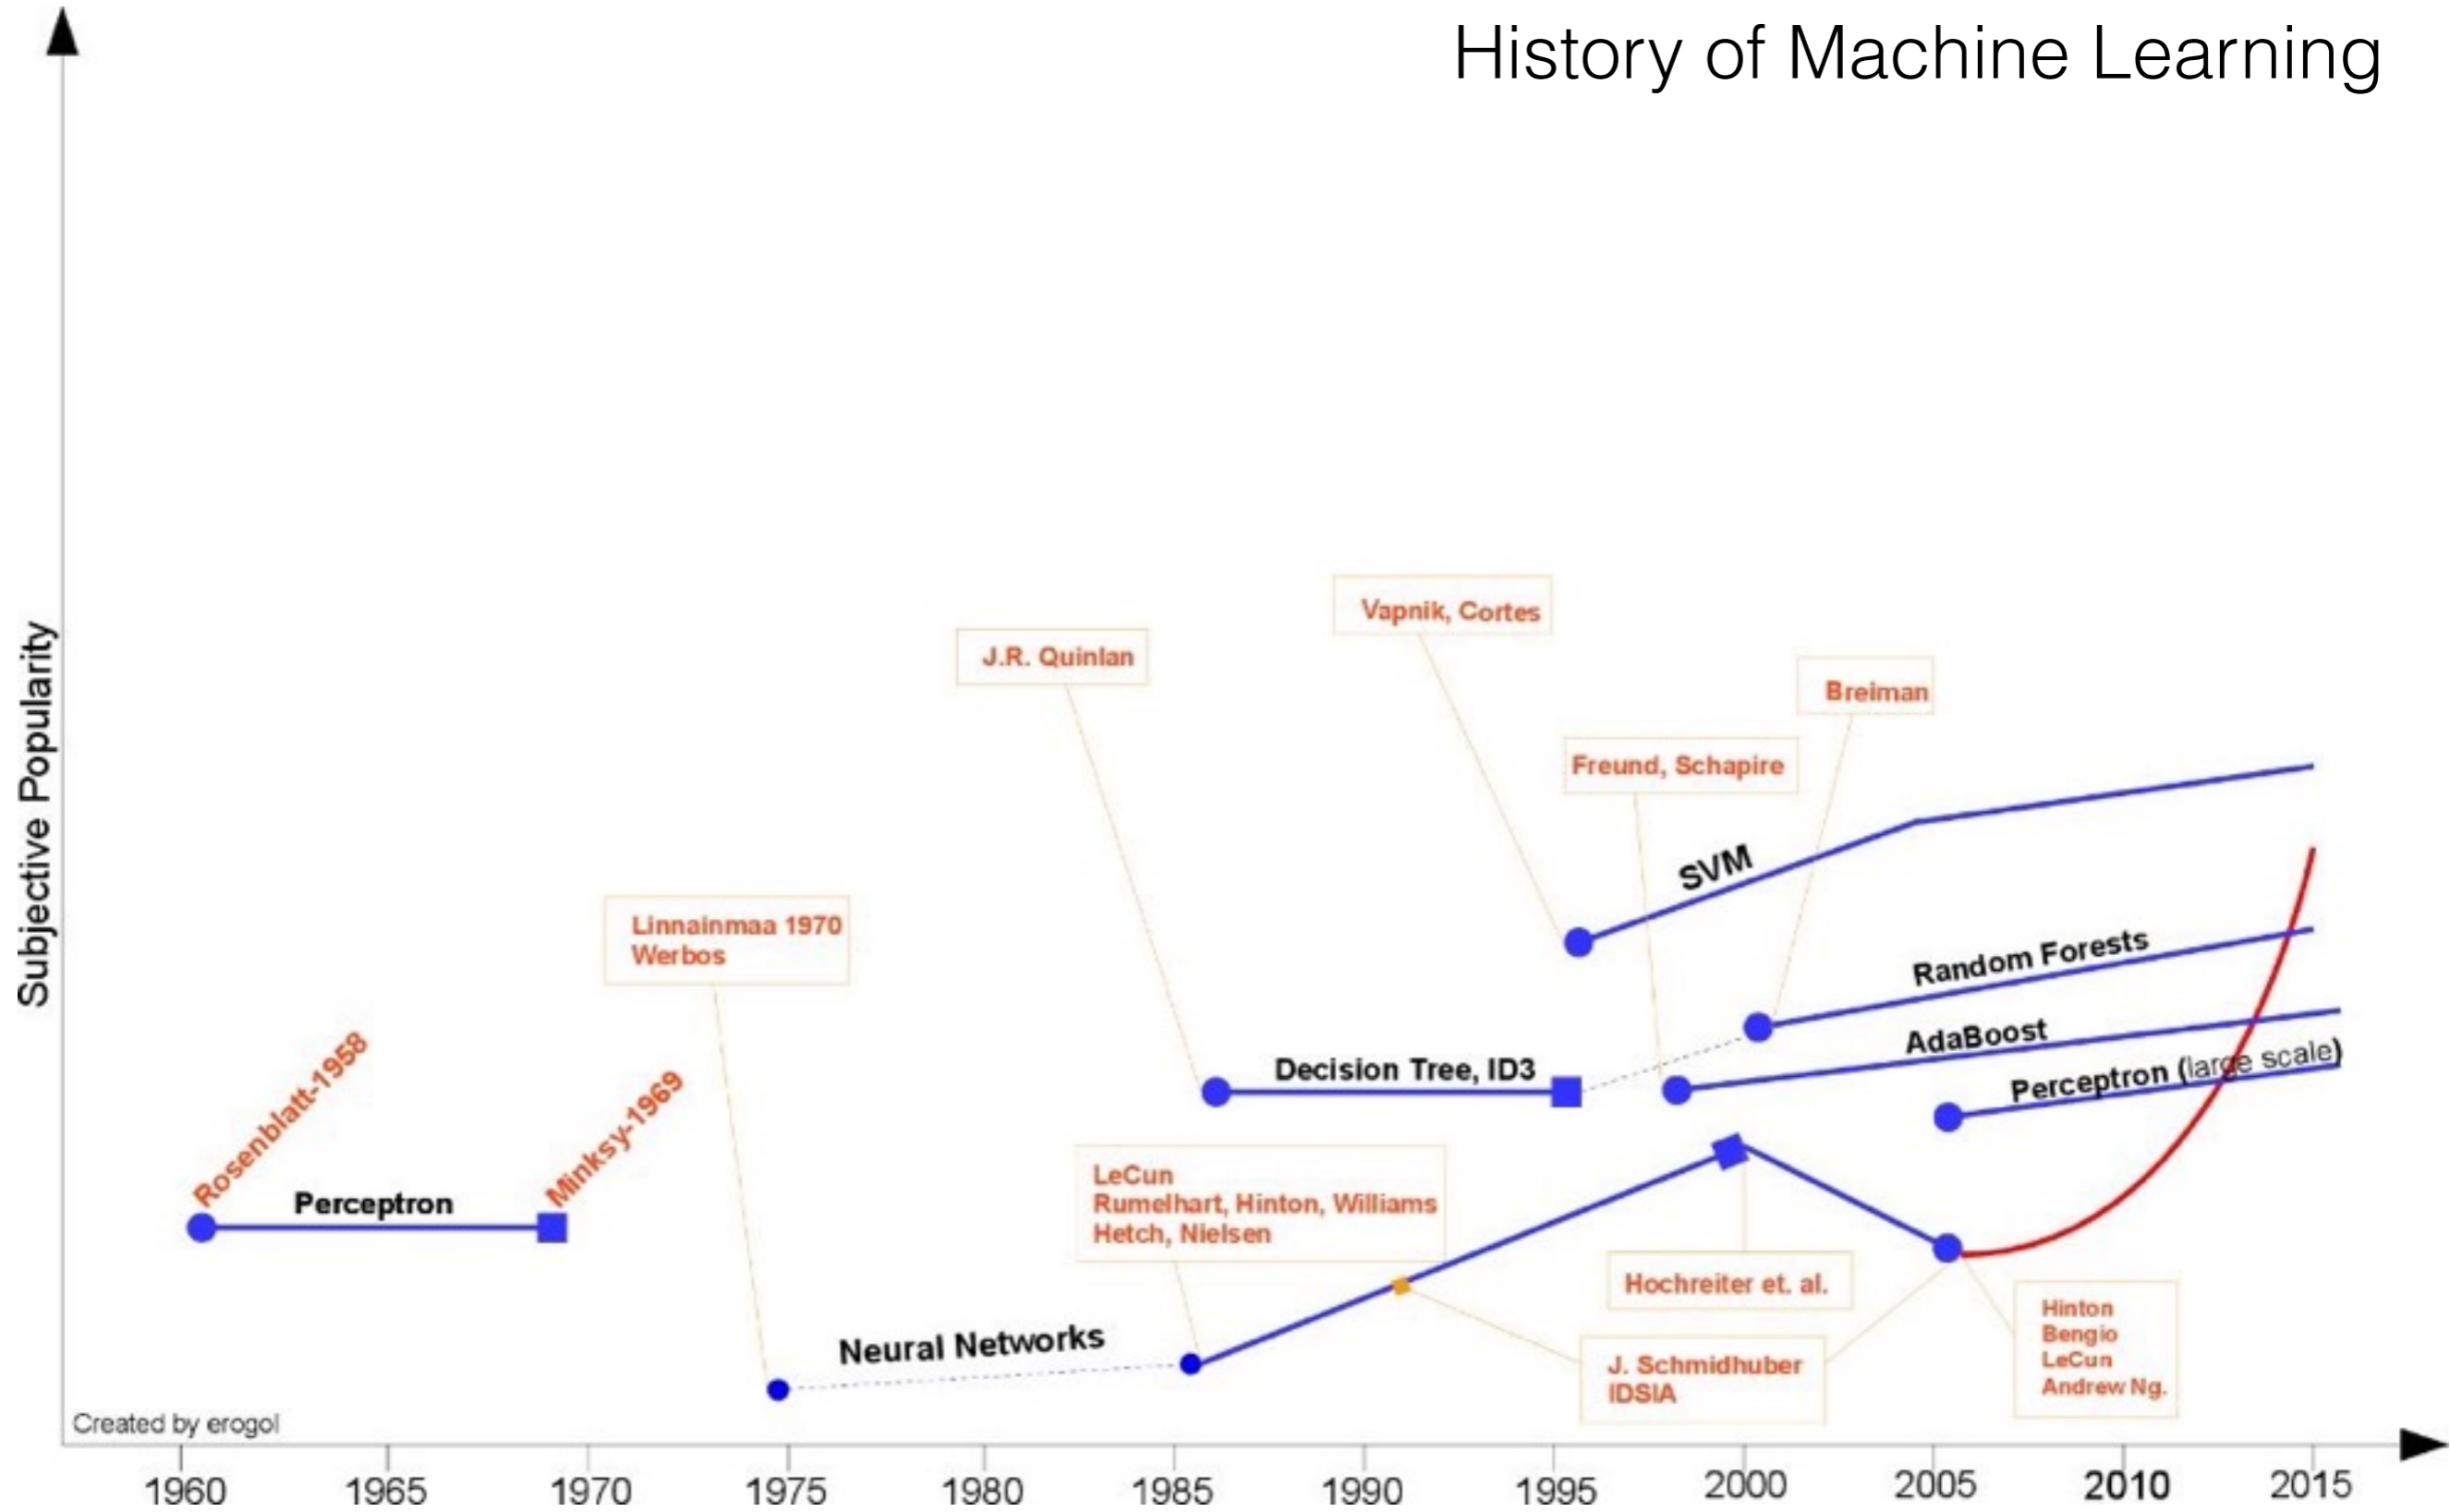 History of Machine Learning
Subjective Popularity
Vapnik, Cortes
J.R. Quinlan
Breiman
Freund, Schapire
SVM
Linnainmaa 1970
Werbos
Random Forests
AdaBoost
Rosenblatt-1958
Minksy-1969
Decision Tree, ID3
Perceptron (large scale)
Perceptron
LeCun
Rumelhart, Hinton, Williams
Hetch, Nielsen
Hochreiter et. al.
Neural Networks
J. Schmidhuber
IDSIA
Hinton
Bengio
LeCun
Andrew Ng.
Created by erogol
1960 1965 1970 1975 1980 1985 1990 1995 2000 2005 2010 2015